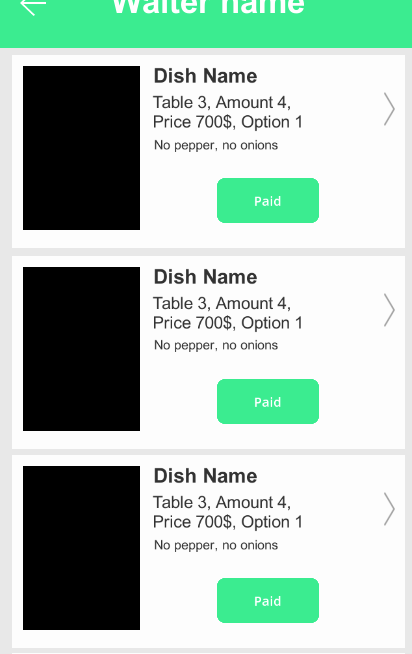 Waiter name
Dish Name
Table 3, Amount 4,
Price 700$, Option 1
No pepper, no onions
Paid
Dish Name
Table 3, Amount 4,
Price 700$, Option 1
No pepper, no onions
Paid
Dish Name
Table 3, Amount 4,
Price 700$, Option 1
No pepper, no onions
Paid